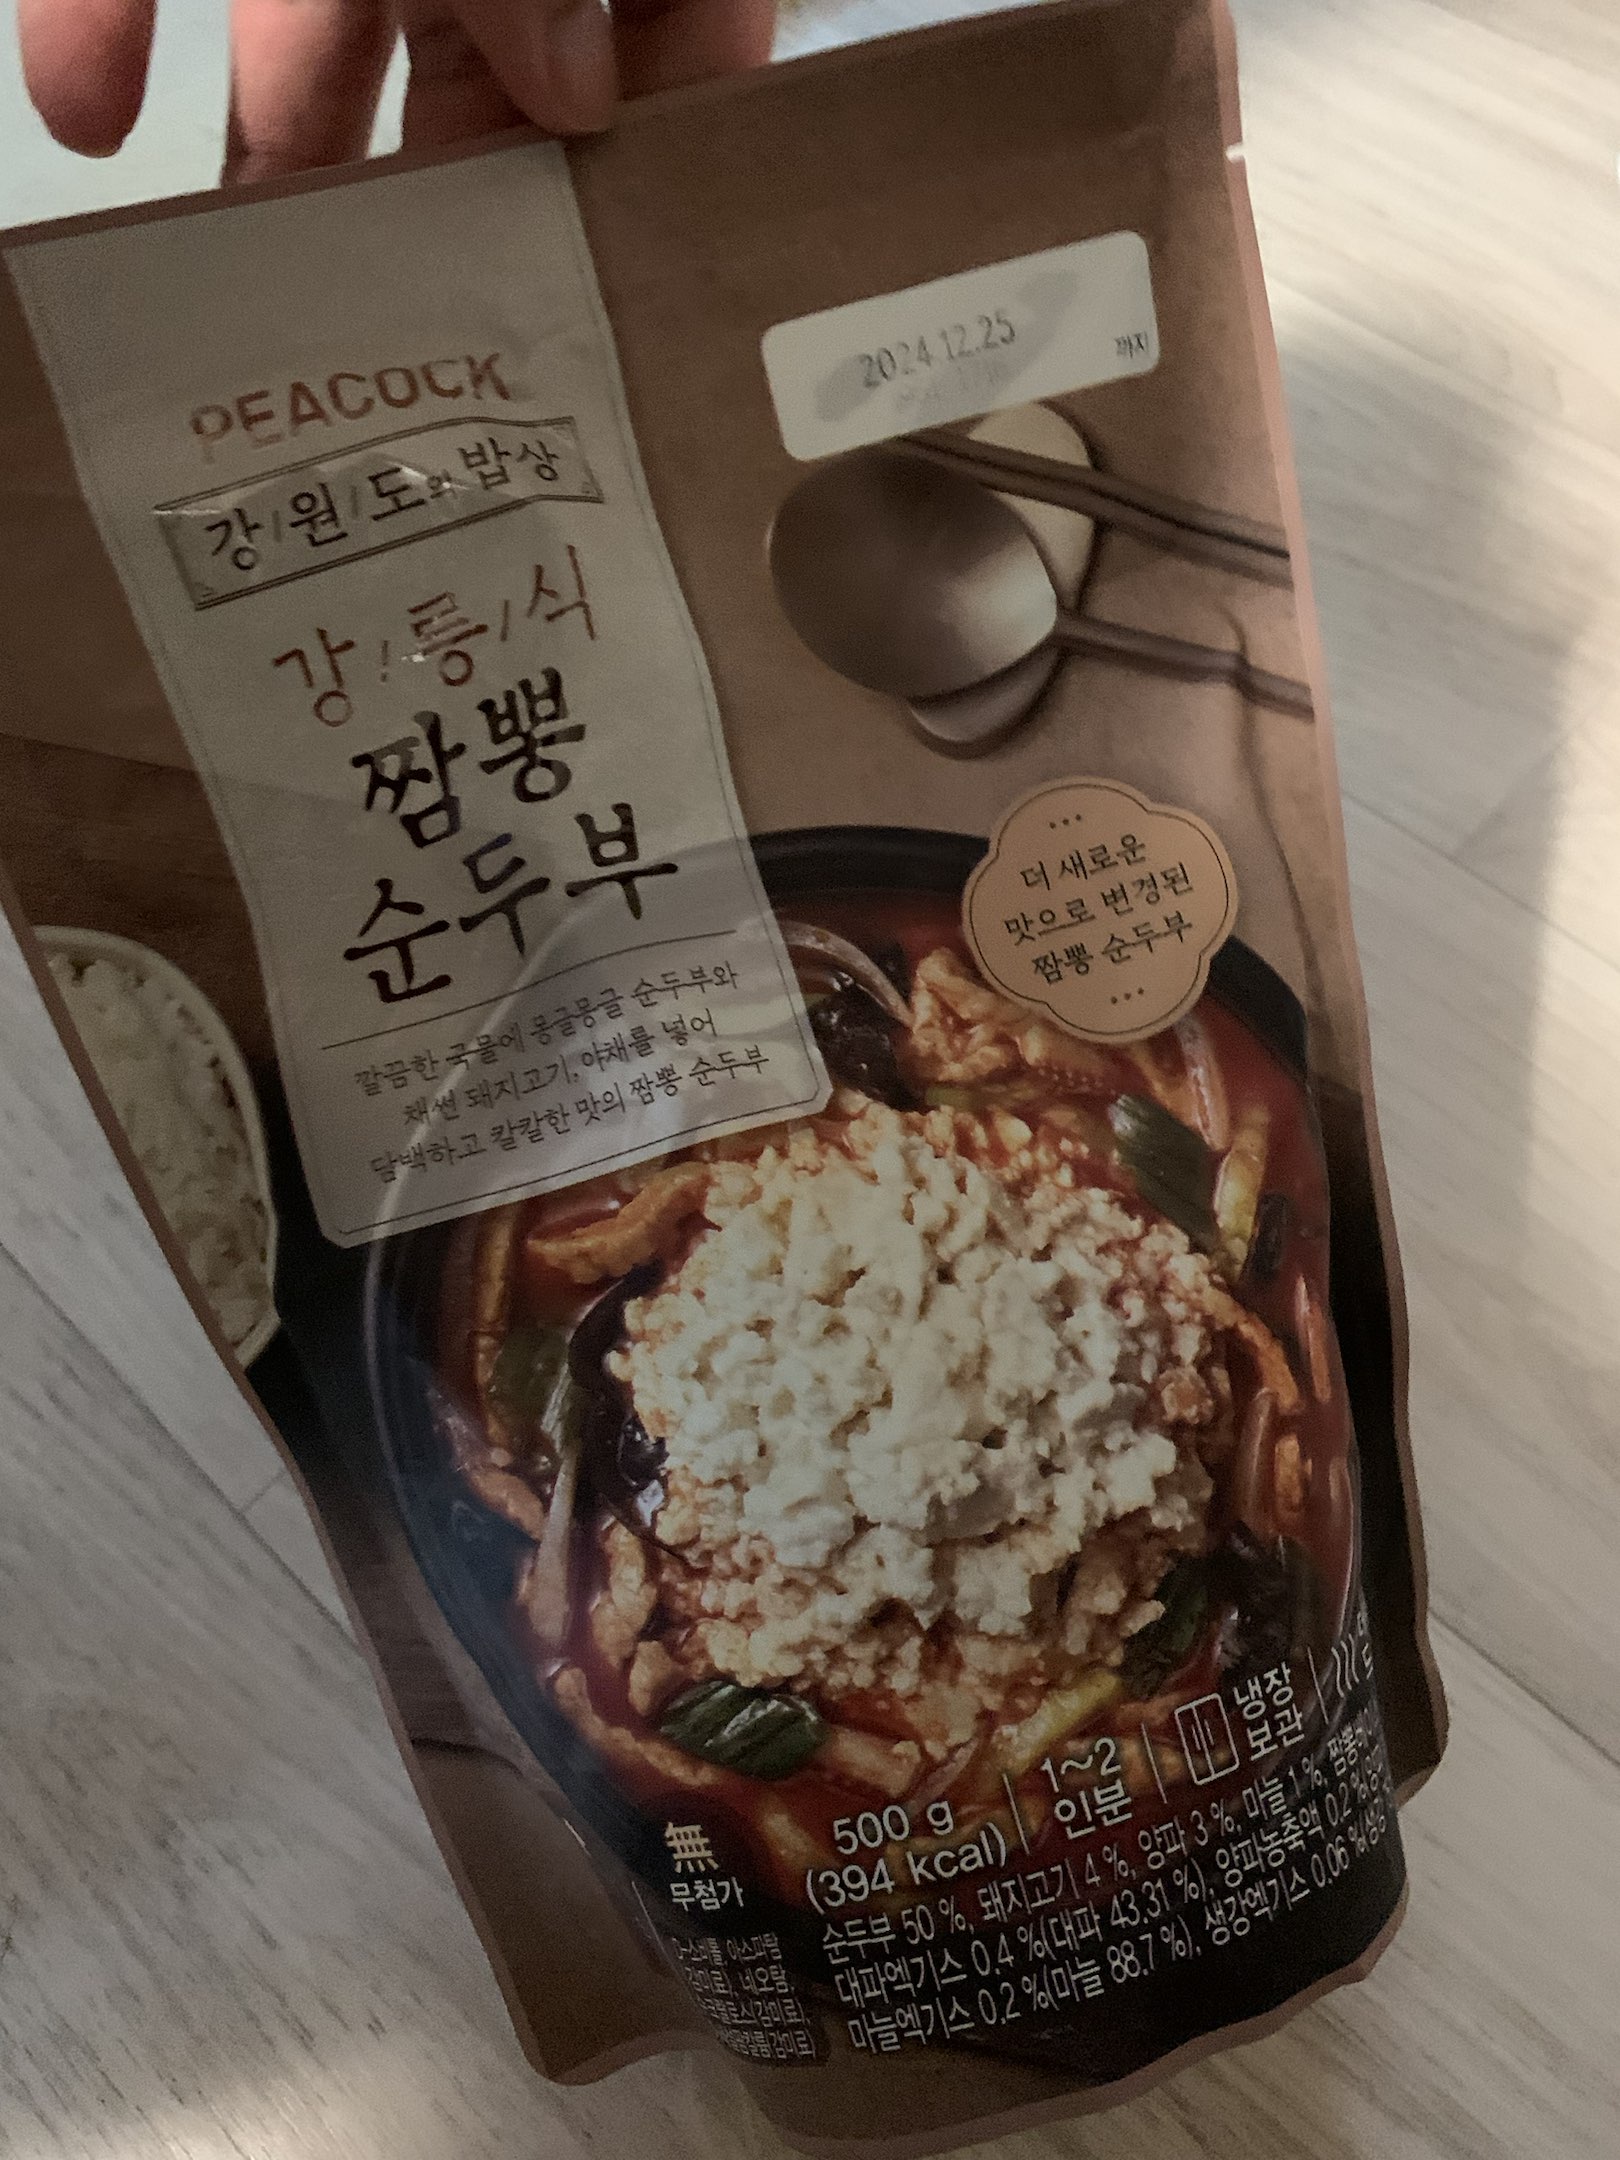 PEACOCK
강/원/도의 밥상
강/릉/식
짬뽕
순두부
깔끔한 국물에 몽글몽글 순두부와
채썬 돼지고기, 야채를 넣어
담백하고 칼칼한 맛의 짬뽕 순두부
2024.12.25
까지
더 새로운
맛으로 변경된
짬뽕 순두부
無
무첨가
아스파탐
네오탐,
500 g
(394 kcal)
1~2
인분
냉장
보관
순두부 50 %, 돼지고기 4 %, 양파 3 %, 마늘 1 %,
대파엑기스 0.4 %(대파 43.31 %), 양파농축액 0.2 %
마늘엑기스 0.2 %(마늘 88.7 %), 생강엑기스 0.06 %